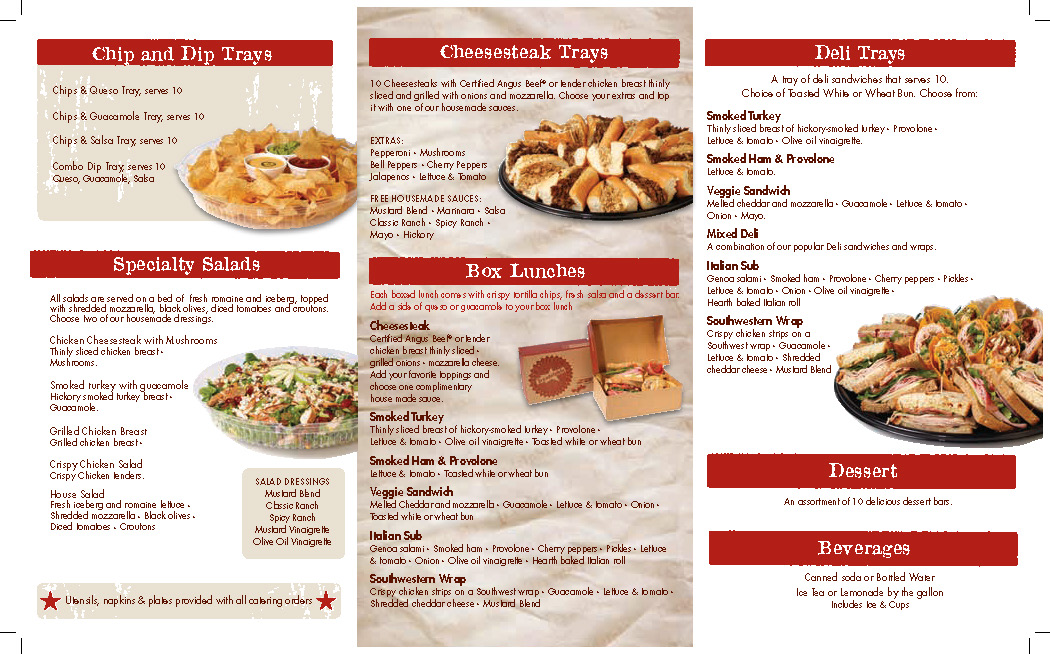 Chip and Dip Trays
Chips & Queso Tray, serves 10
Chips & Guacamole Tray, serves 10
Chips & Salsa Tray, serves 10
Combo Dip Tray, serves 10
Queso, Guacamole, Salsa
Specialty Salads
All salads are served on a bed of fresh romaine and iceberg, topped
with shredded mozzarella, black olives, diced tomatoes and croutons.
Choose two of our housemade dressings.
Chicken Cheesesteak with Mushrooms
Thinly sliced chicken breast •
Mushrooms.
Smoked turkey with guacamole
Hickory smoked turkey breast •
Guacamole.
Grilled Chicken Breast
Grilled chicken breast •
Crispy Chicken Salad
Crispy Chicken tenders.
House Salad
Fresh iceberg and romaine lettuce •
Shredded mozzarella • Black olives •
Diced tomatoes • Croutons
SALAD DRESSINGS
Mustard Blend
Classic Ranch
Spicy Ranch
Mustard Vinaigrette
Olive Oil Vinaigrette
Utensils, napkins & plates provided with all catering orders
Cheesesteak Trays
10 Cheesesteaks with Certified Angus Beef® or tender chicken breast thinly
sliced and grilled with onions and mozzarella. Choose your extras and top
it with one of our housemade sauces.
EXTRAS:
Pepperoni • Mushrooms
Bell Peppers • Cherry Peppers
Jalapenos • Lettuce & Tomato
FREE HOUSEMADE SAUCES:
Mustard Blend • Marinara • Salsa
Classic Ranch • Spicy Ranch •
Mayo • Hickory
Box Lunches
Each boxed lunch comes with crispy tortilla chips, fresh salsa and a dessert bar.
Add a side of queso or guacamole to your box lunch
Cheesesteak
Certified Angus Beef® or tender
chicken breast thinly sliced •
grilled onions • mozzarella cheese.
Add your favorite toppings and
choose one complimentary
house made sauce.
Smoked Turkey
Thinly sliced breast of hickory-smoked turkey • Provolone •
Lettuce & tomato • Olive oil vinaigrette • Toasted white or wheat bun
Smoked Ham & Provolone
Lettuce & tomato • Toasted white or wheat bun
Veggie Sandwich
Melted Cheddar and mozzarella • Guacamole • Lettuce & tomato • Onion •
Toasted white or wheat bun
Italian Sub
Genoa salami • Smoked ham • Provolone • Cherry peppers • Pickles • Lettuce
& tomato • Onion • Olive oil vinaigrette • Hearth baked Italian roll
Southwestern Wrap
Crispy chicken strips on a Southwest wrap • Guacamole • Lettuce & tomato •
Shredded cheddar cheese • Mustard Blend
Deli Trays
A tray of deli sandwiches that serves 10.
Choice of Toasted White or Wheat Bun. Choose from:
Smoked Turkey
Thinly sliced breast of hickory-smoked turkey • Provolone •
Lettuce & tomato • Olive oil vinaigrette.
Smoked Ham & Provolone
Lettuce & tomato.
Veggie Sandwich
Melted cheddar and mozzarella • Guacamole • Lettuce & tomato •
Onion • Mayo.
Mixed Deli
A combination of our popular Deli sandwiches and wraps.
Italian Sub
Genoa salami • Smoked ham • Provolone • Cherry peppers • Pickles •
Lettuce & tomato • Onion • Olive oil vinaigrette •
Hearth baked Italian roll
Southwestern Wrap
Crispy chicken strips on a
Southwest wrap • Guacamole •
Lettuce & tomato • Shredded
cheddar cheese • Mustard Blend
Dessert
An assortment of 10 delicious dessert bars.
Beverages
Canned soda or Bottled Water
Ice Tea or Lemonade by the gallon
Includes Ice & Cups